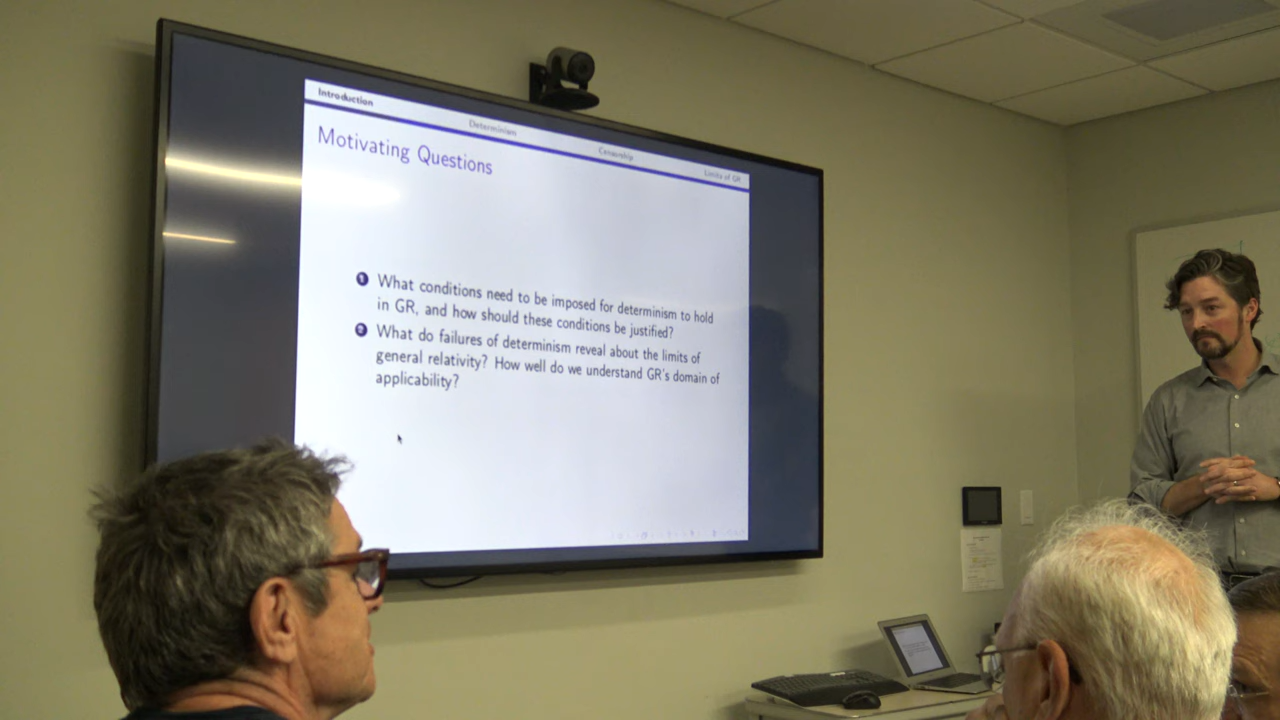 Introduction
Determinism
Censorship
Limits of GR
Motivating Questions
1 What conditions need to be imposed for determinism to hold
in GR, and how should these conditions be justified?
2 What do failures of determinism reveal about the limits of
general relativity? How well do we understand GR's domain of
applicability?